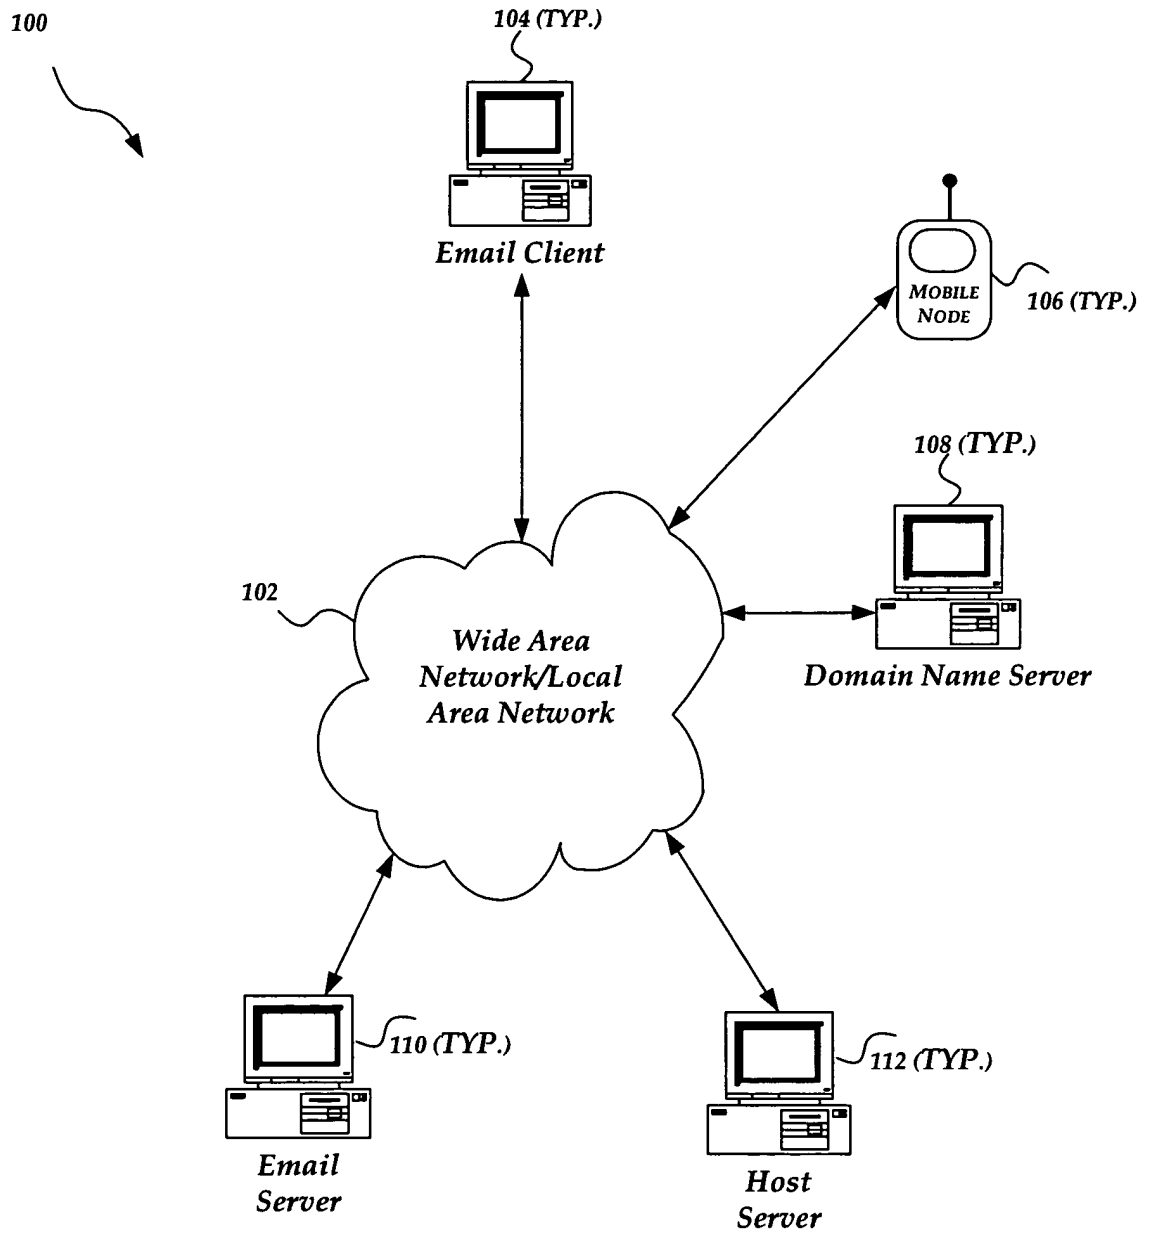 100
104 (TYP.)
Email Client
MOBILE
NODE
106 (TYP.)
108 (TYP.)
Domain Name Server
102
Wide Area
Network/Local
Area Network
110 (TYP.)
Email
Server
112 (TYP.)
Host
Server